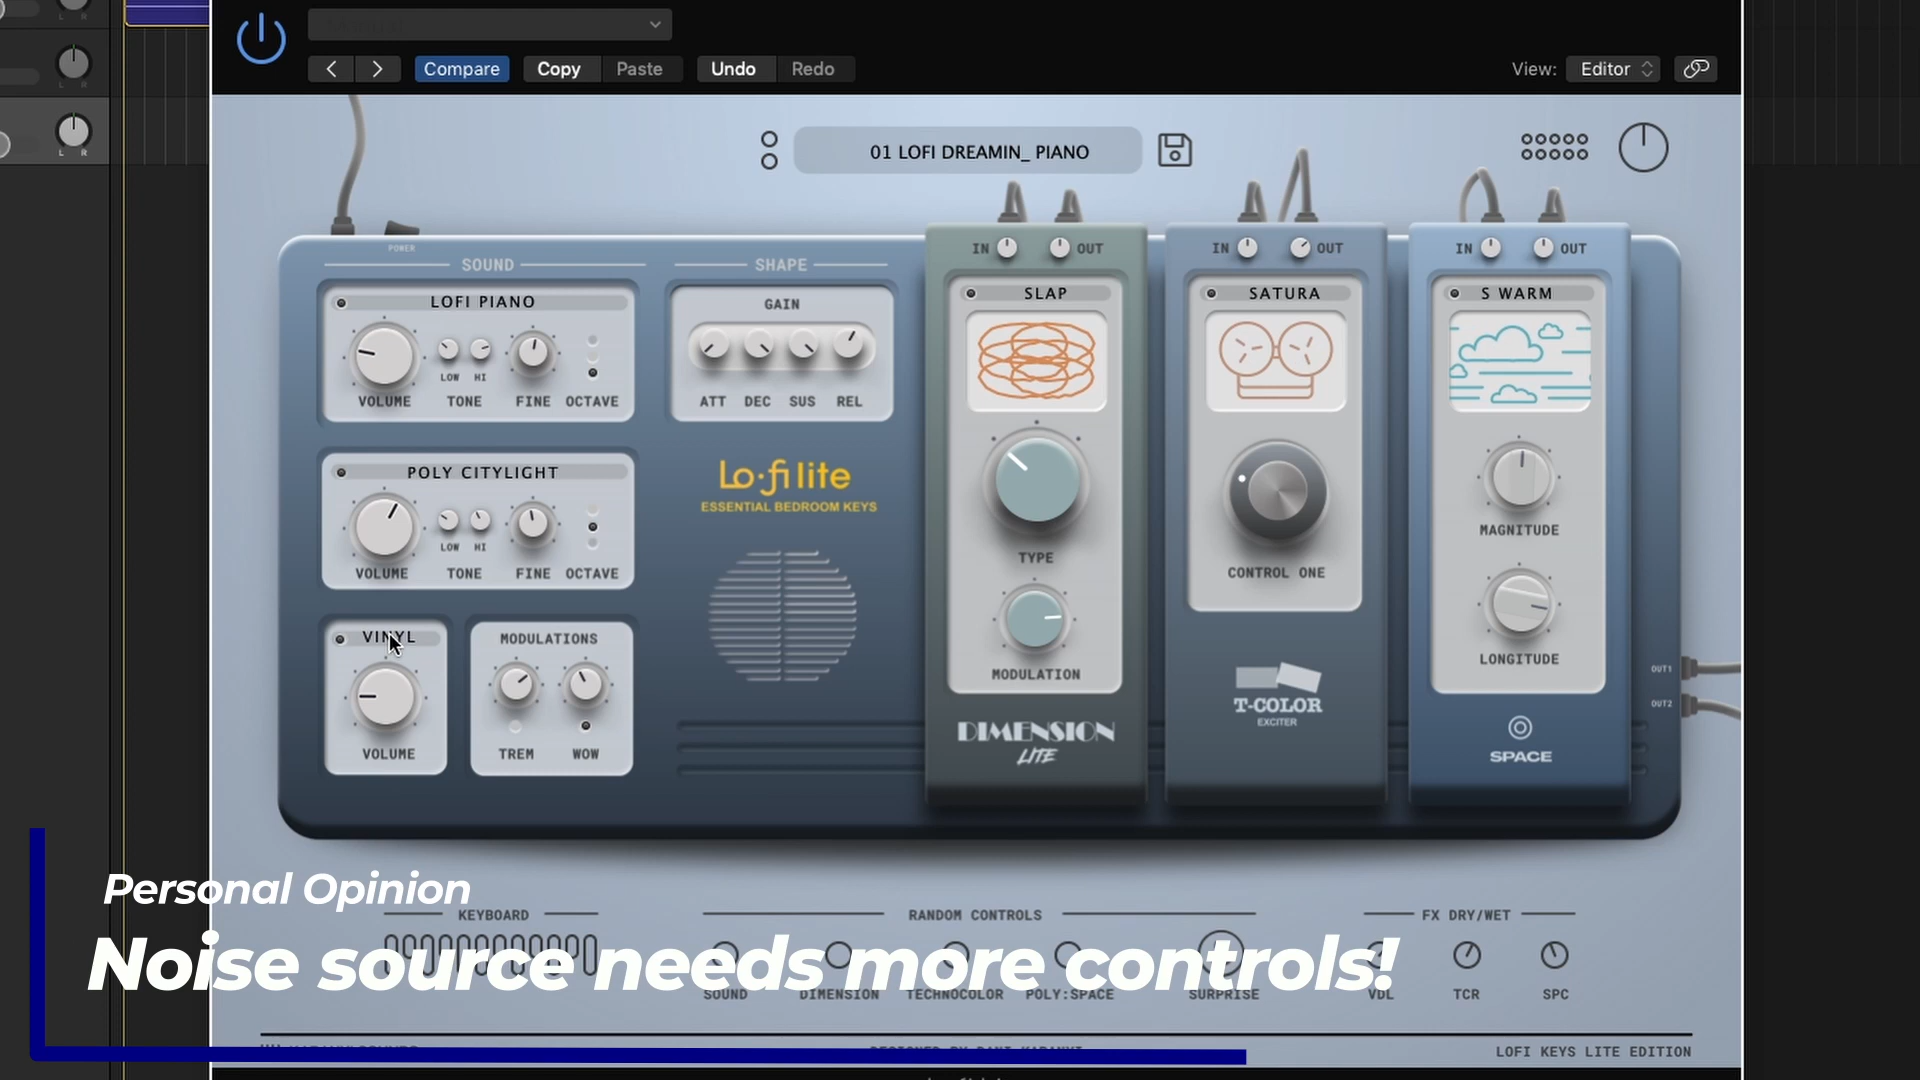 Compare
Copy
Paste
Undo
Redo
View:
Editor
L R
L R
L R
01 LOFI DREAMIN_ PIANO
POWER
SOUND
SHAPE
LOFI PIANO
VOLUME
LOW
HI
TONE
FINE
OCTAVE
GAIN
ATT
DEC
SUS
REL
POLY CITYLIGHT
VOLUME
LOW
HI
TONE
FINE
OCTAVE
Lo·fi lite
ESSENTIAL BEDROOM KEYS
VINYL
VOLUME
MODULATIONS
TREM
WOW
IN
OUT
SLAP
TYPE
MODULATION
DIMENSION
LITE
IN
OUT
SATURA
CONTROL ONE
T-COLOR
EXCITER
IN
OUT
S WARM
MAGNITUDE
LONGITUDE
SPACE
OUT1
OUT2
Personal Opinion
Noise source needs more controls!
KEYBOARD
RANDOM CONTROLS
FX DRY/WET
SOUND
DIMENSION
TECHNOCOLOR
POLY:SPACE
SURPRISE
VDL
TCR
SPC
LOFI KEYS LITE EDITION